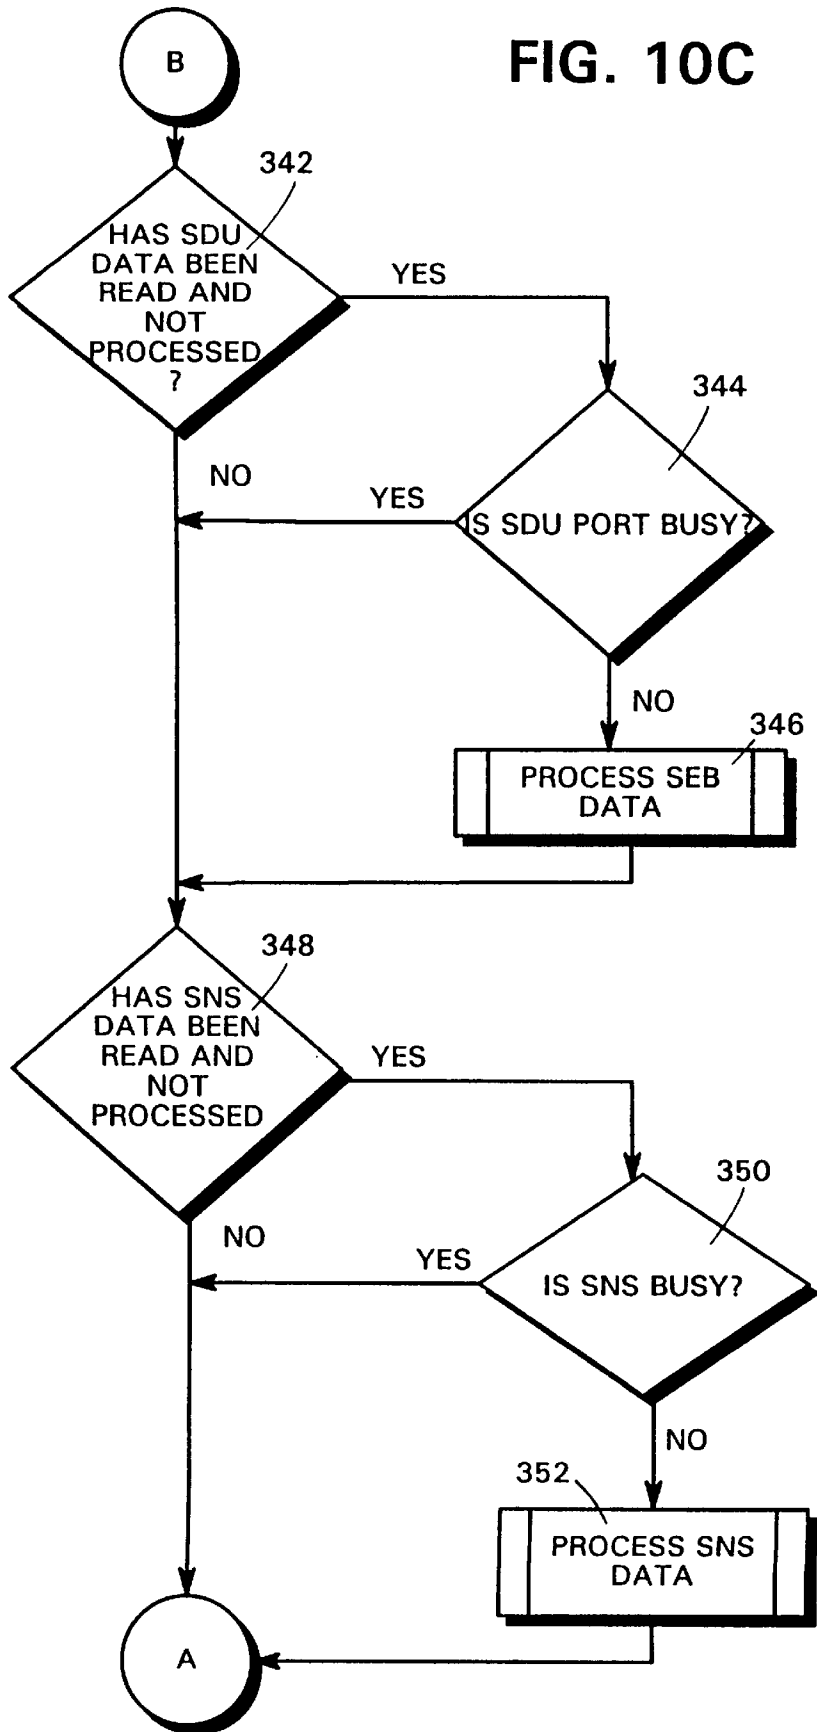 FIG. 10C
B
342
HAS SDU
DATA BEEN
READ AND
NOT
PROCESSED
?
YES
NO
344
IS SDU PORT BUSY?
YES
NO
346
PROCESS SEB
DATA
348
HAS SNS
DATA BEEN
READ AND
NOT
PROCESSED
YES
NO
350
IS SNS BUSY?
YES
NO
352
PROCESS SNS
DATA
A